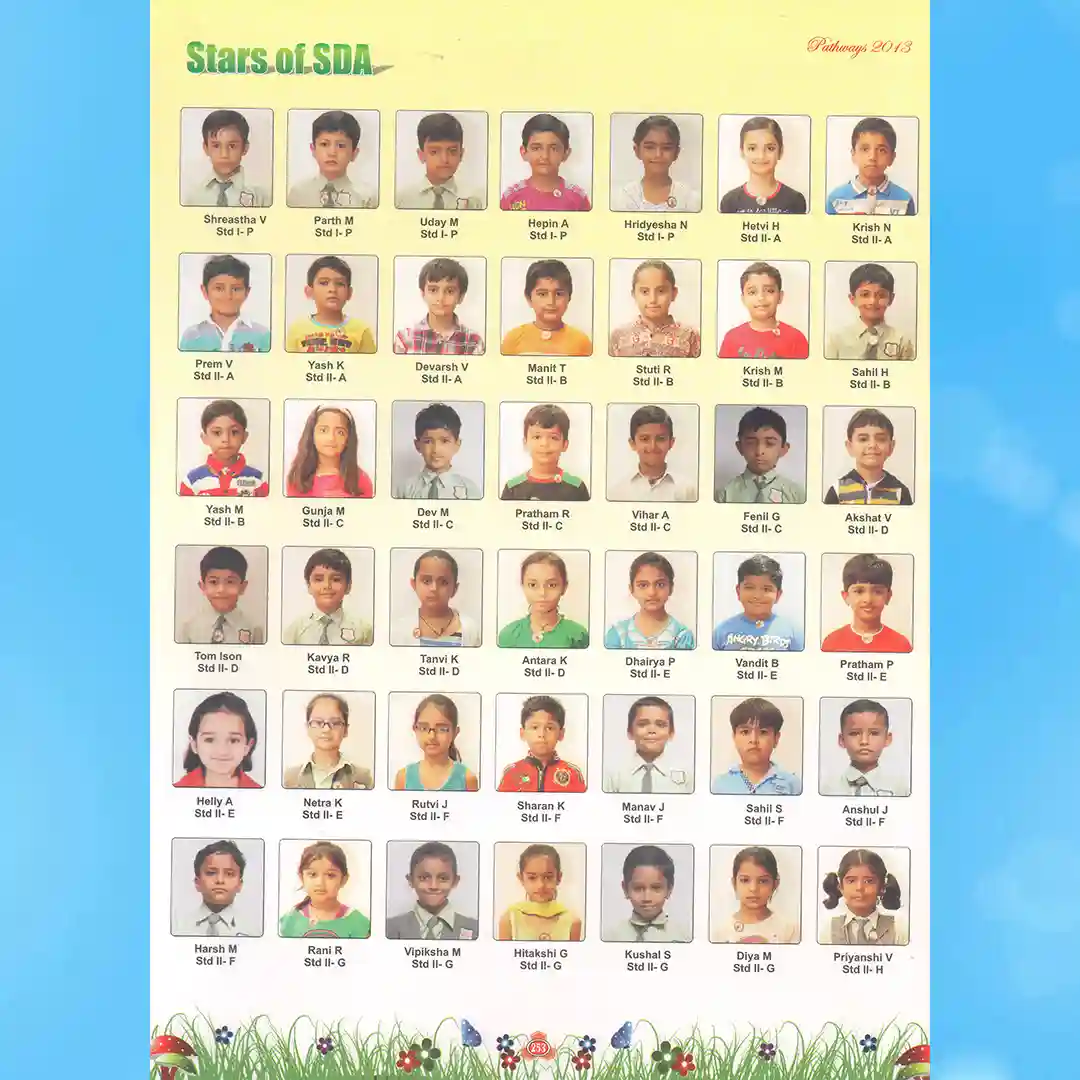 Stars of SDA
Pathways 2013
Shreastha V
Std I- P
Parth M
Std I- P
Uday M
Std I- P
Hepin A
Std I- P
Hridyesha N
Std I- P
Hetvi H
Std II- A
Krish N
Std II- A
Prem V
Std II- A
Yash K
Std II- A
Devarsh V
Std II- A
Manit T
Std II- B
Stuti R
Std II- B
Krish M
Std II- B
Sahil H
Std II- B
Yash M
Std II- B
Gunja M
Std II- C
Dev M
Std II- C
Pratham R
Std II- C
Vihar A
Std II- C
Fenil G
Std II- C
Akshat V
Std II- D
ANGRY BIRDS
Tom Ison
Std II- D
Kavya R
Std II- D
Tanvi K
Std II- D
Antara K
Std II- D
Dhairya P
Std II- E
Vandit B
Std II- E
Pratham P
Std II- E
Helly A
Std II- E
Netra K
Std II- E
Rutvi J
Std II- F
Sharan K
Std II- F
Manav J
Std II- F
Sahil S
Std II- F
Anshul J
Std II- F
Harsh M
Std II- F
Rani R
Std II- G
Vipiksha M
Std II- G
Hitakshi G
Std II- G
Kushal S
Std II- G
Diya M
Std II- G
Priyanshi V
Std II- H
253